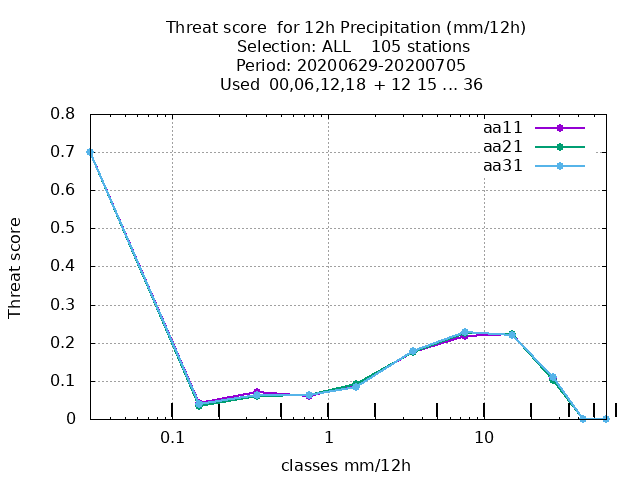 Threat score  for 12h Precipitation (mm/12h)
Selection: ALL    105 stations
Period: 20200629-20200705
Used  00,06,12,18  + 12 15 ... 36
0.8
0.7
0.6
0.5
0.4
0.3
0.2
0.1
0
Threat score
aa11
aa21
aa31
0.1
1
10
classes mm/12h